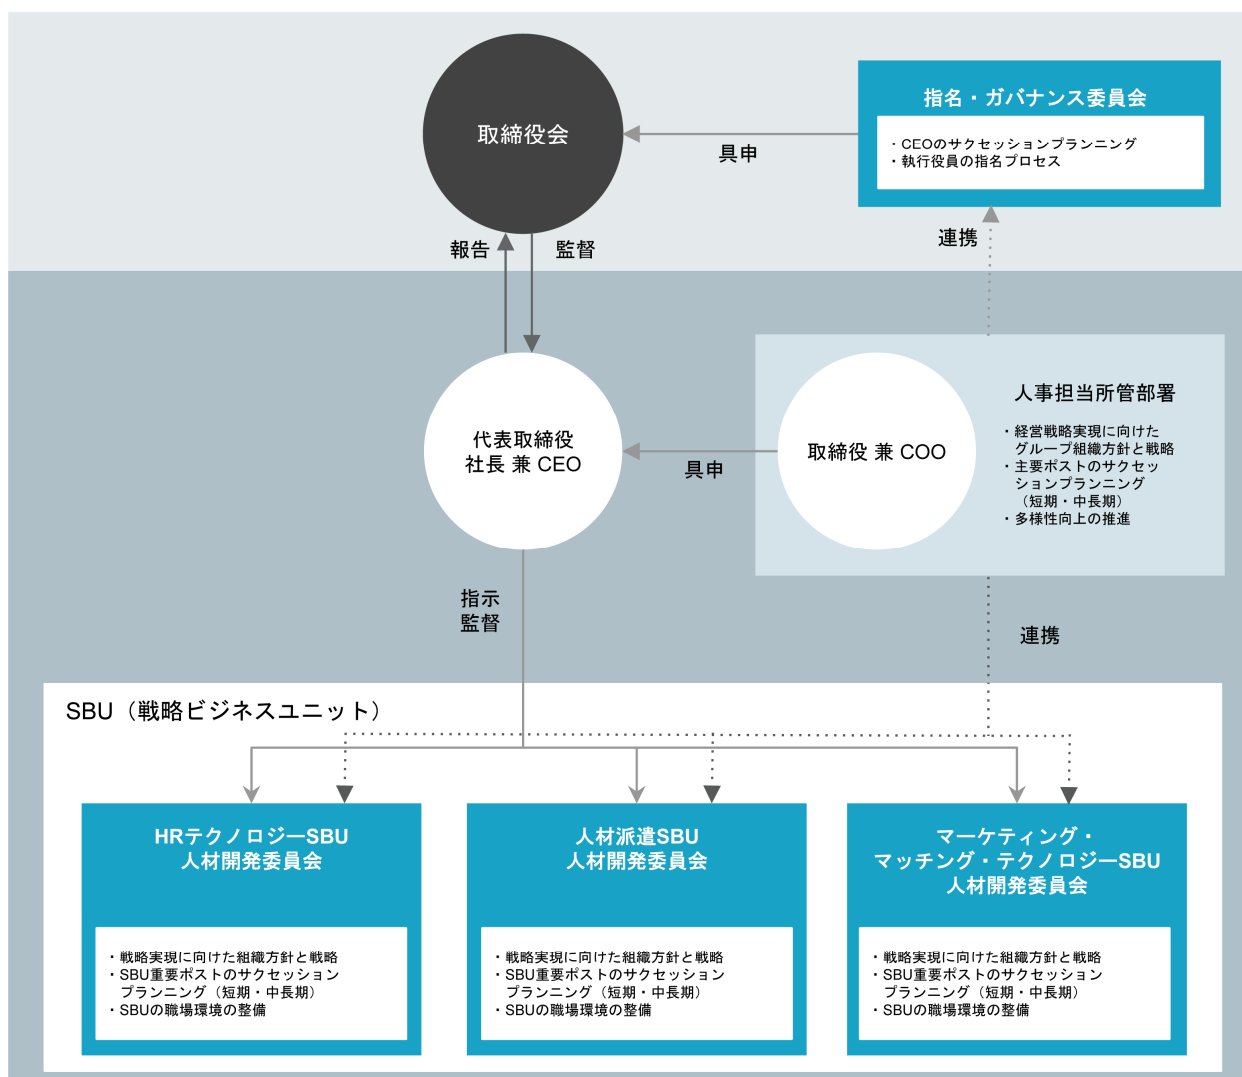 取締役会
指名・ガバナンス委員会
・CEOのサクセッションプランニング
・執行役員の指名プロセス
具申
連携
報告
監督
代表取締役
社長 兼 CEO
具申
取締役 兼 COO
人事担当所管部署
・経営戦略実現に向けた
グループ組織方針と戦略
・主要ポストのサクセッ
ションプランニング
（短期・中長期）
・多様性向上の推進
指示
監督
連携
SBU（戦略ビジネスユニット）
HRテクノロジーSBU
人材開発委員会
・戦略実現に向けた組織方針と戦略
・SBU重要ポストのサクセッション
プランニング（短期・中長期）
・SBUの職場環境の整備
人材派遣SBU
人材開発委員会
・戦略実現に向けた組織方針と戦略
・SBU重要ポストのサクセッション
プランニング（短期・中長期）
・SBUの職場環境の整備
マーケティング・
マッチング・テクノロジーSBU
人材開発委員会
・戦略実現に向けた組織方針と戦略
・SBU重要ポストのサクセッション
プランニング（短期・中長期）
・SBUの職場環境の整備